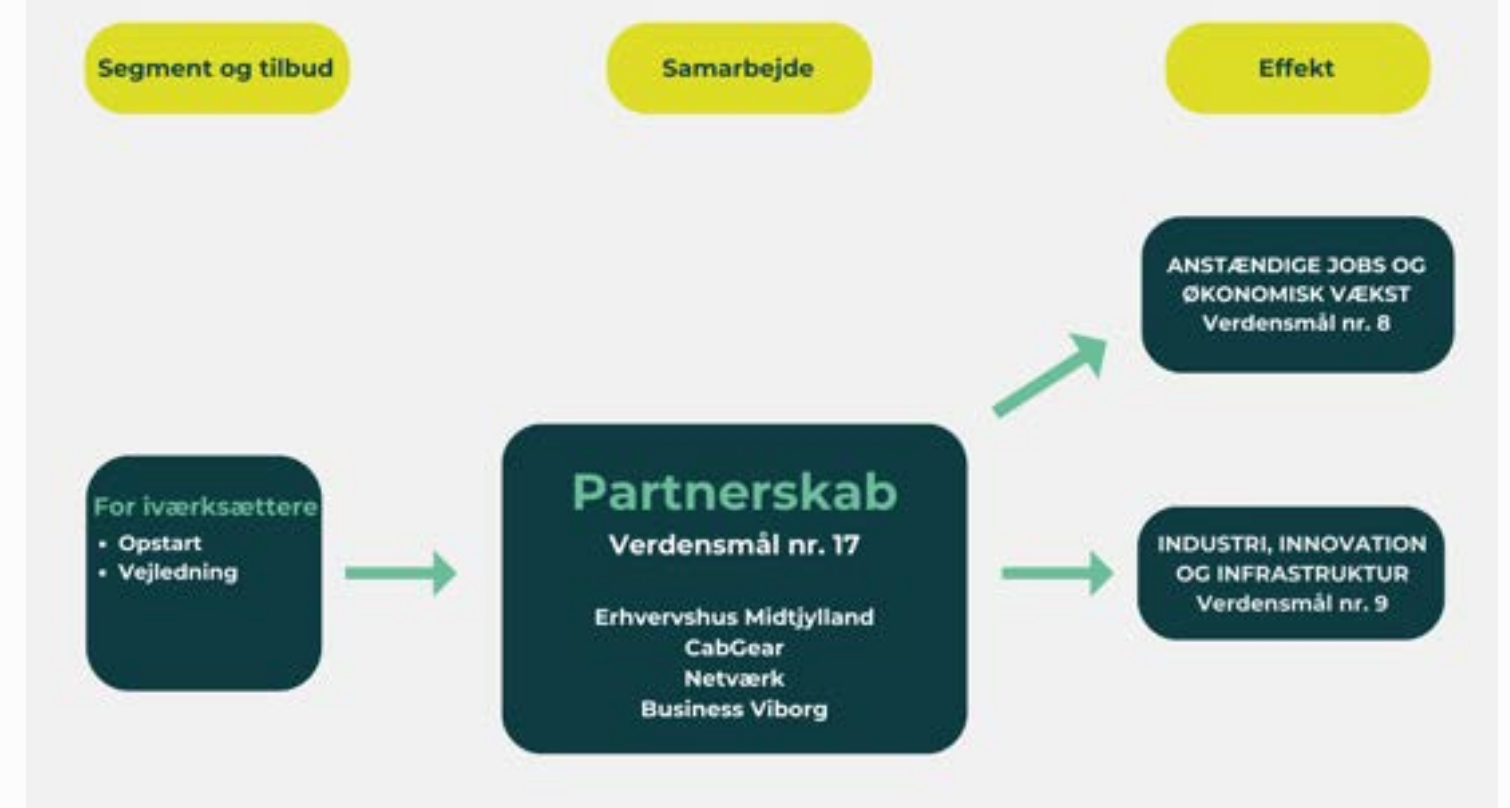 Segment og tilbud
Samarbejde
Effekt
For iværksættere
• Opstart
• Vejledning
Partnerskab
Verdensmål nr. 17
Erhvervshus Midtjylland
CabGear
Netværk
Business Viborg
ANSTÆNDIGE JOBS OG
ØKONOMISK VÆKST
Verdensmål nr. 8
INDUSTRI, INNOVATION
OG INFRASTRUKTUR
Verdensmål nr. 9